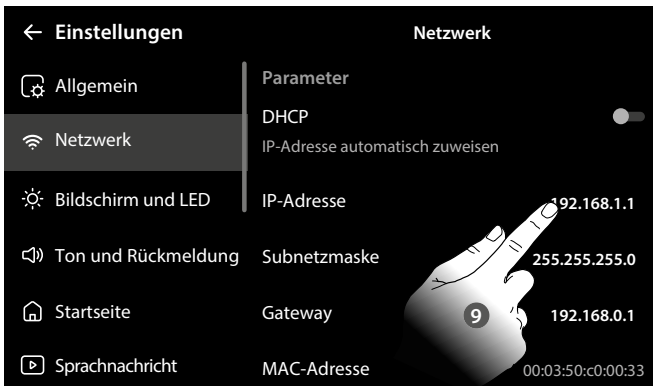 ← Einstellungen
Netzwerk
Allgemein
Netzwerk
Bildschirm und LED
Ton und Rückmeldung
Startseite
Sprachnachricht
Parameter
DHCP
IP-Adresse automatisch zuweisen
IP-Adresse 192.168.1.1
Subnetzmaske 255.255.255.0
Gateway 9 192.168.0.1
MAC-Adresse 00:03:50:c0:00:33